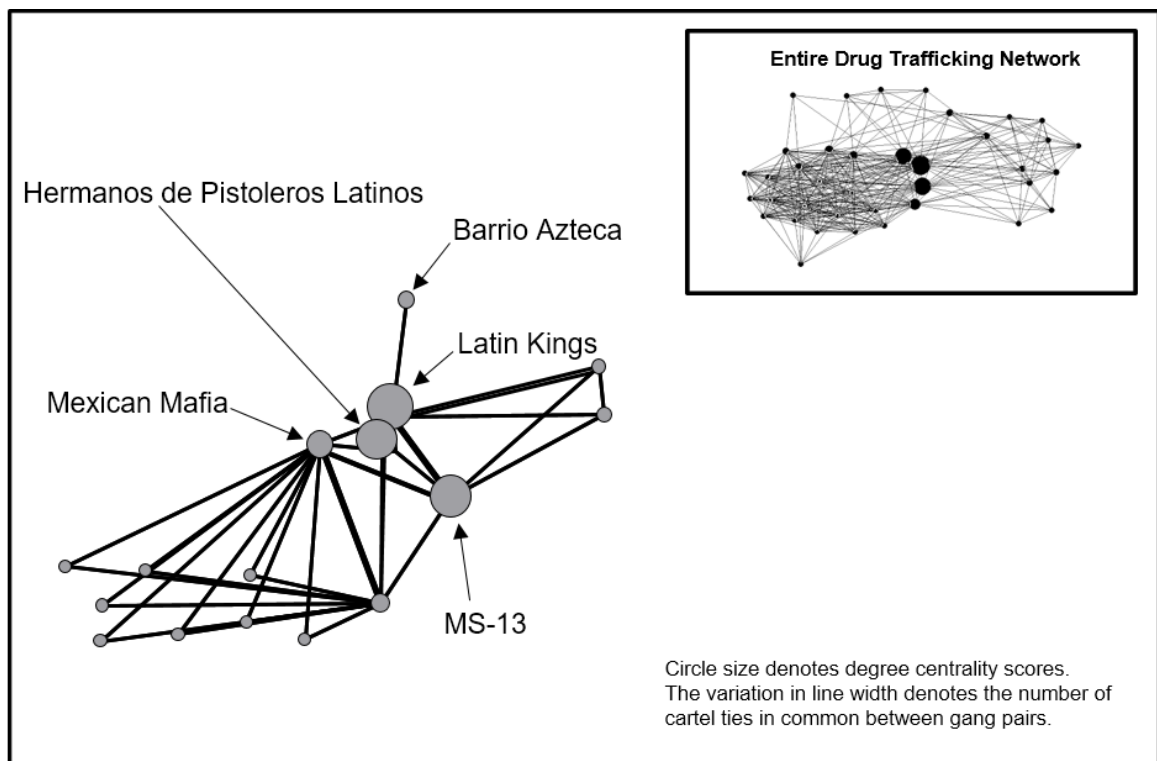 Entire Drug Trafficking Network
Hermanos de Pistoleros Latinos
Barrio Azteca
Latin Kings
Mexican Mafia
MS-13
Circle size denotes degree centrality scores.
The variation in line width denotes the number of
cartel ties in common between gang pairs.